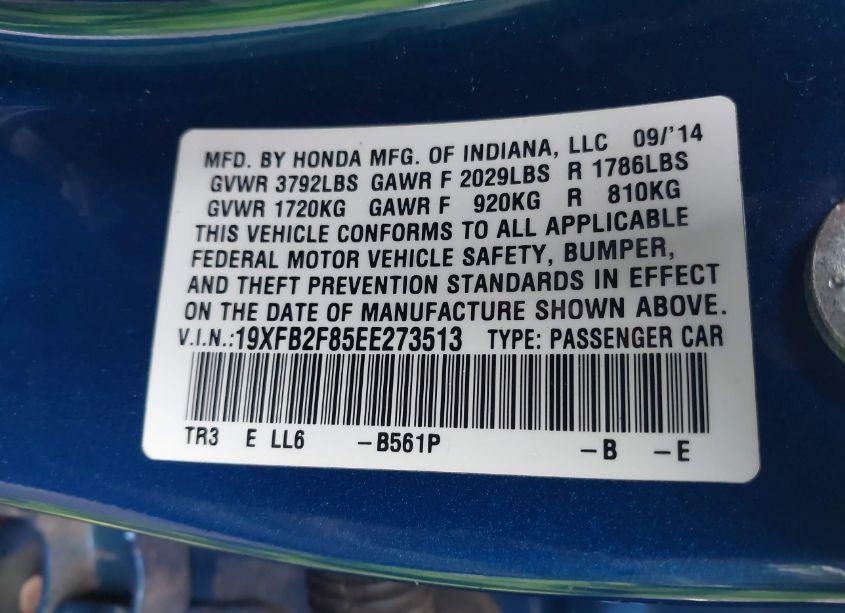 MFD. BY HONDA MFG. OF INDIANA, LLC 09/'14
GVWR 3792LBS GAWR F 2029LBS R 1786LBS
GVWR 1720KG GAWR F 920KG R 810KG
THIS VEHICLE CONFORMS TO ALL APPLICABLE
FEDERAL MOTOR VEHICLE SAFETY, BUMPER,
AND THEFT PREVENTION STANDARDS IN EFFECT
ON THE DATE OF MANUFACTURE SHOWN ABOVE.
V.I.N.:19XFB2F85EE273513 TYPE: PASSENGER CAR
TR3 E LL6 -B561P -B -E